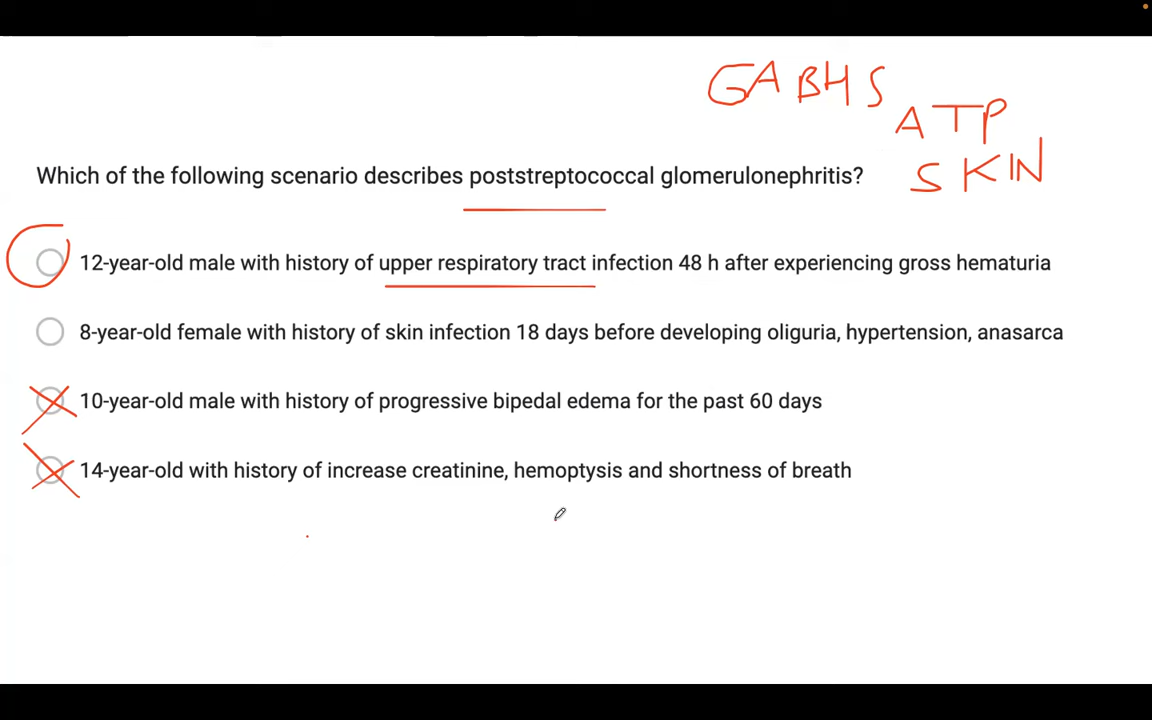 GABHS
ATP
SKIN
Which of the following scenario describes poststreptococcal glomerulonephritis?
12-year-old male with history of upper respiratory tract infection 48 h after experiencing gross hematuria
8-year-old female with history of skin infection 18 days before developing oliguria, hypertension, anasarca
10-year-old male with history of progressive bipedal edema for the past 60 days
14-year-old with history of increase creatinine, hemoptysis and shortness of breath